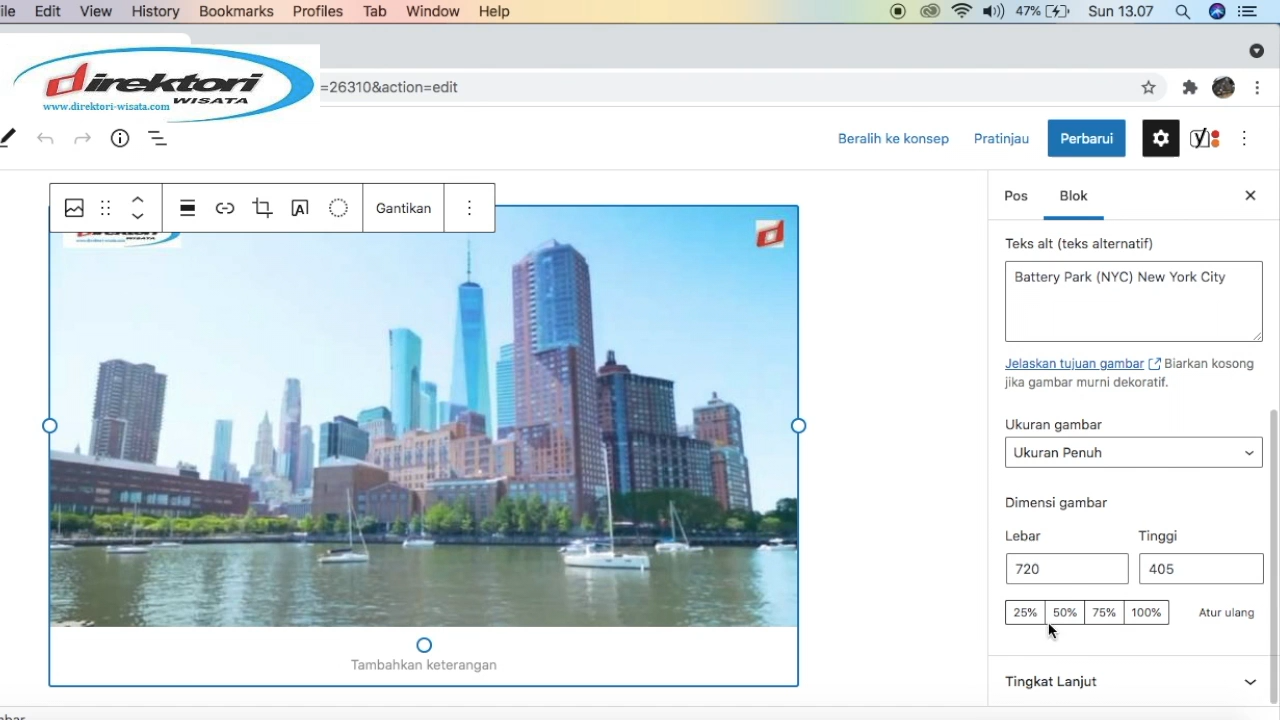 ile Edit View History Bookmarks Profiles Tab Window Help 47% Sun 13.07
direktori
WISATA
www.direktori-wisata.com
=26310&action=edit
Beralih ke konsep Pratinjau Perbarui
Gantikan
Pos Blok
Teks alt (teks alternatif)
Battery Park (NYC) New York City
Jelaskan tujuan gambar Biarkan kosong
jika gambar murni dekoratif.
Ukuran gambar
Ukuran Penuh
Dimensi gambar
Lebar Tinggi
720 405
25% 50% 75% 100% Atur ulang
Tambahkan keterangan
Tingkat Lanjut